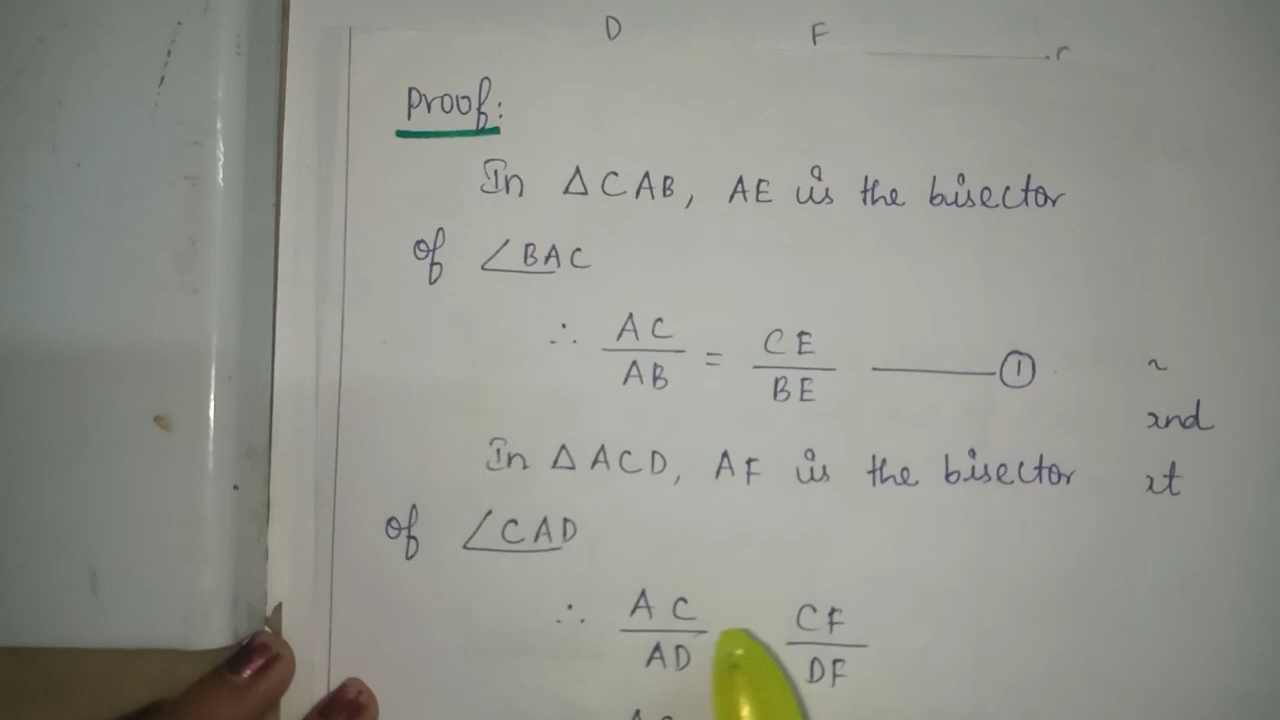 D F
Proof:
In △CAB, AE is the bisector
of ∠BAC
∴ AC/AB = CE/BE ——— ①
In △ACD, AF is the bisector
of ∠CAD
∴ AC/AD CF/DF